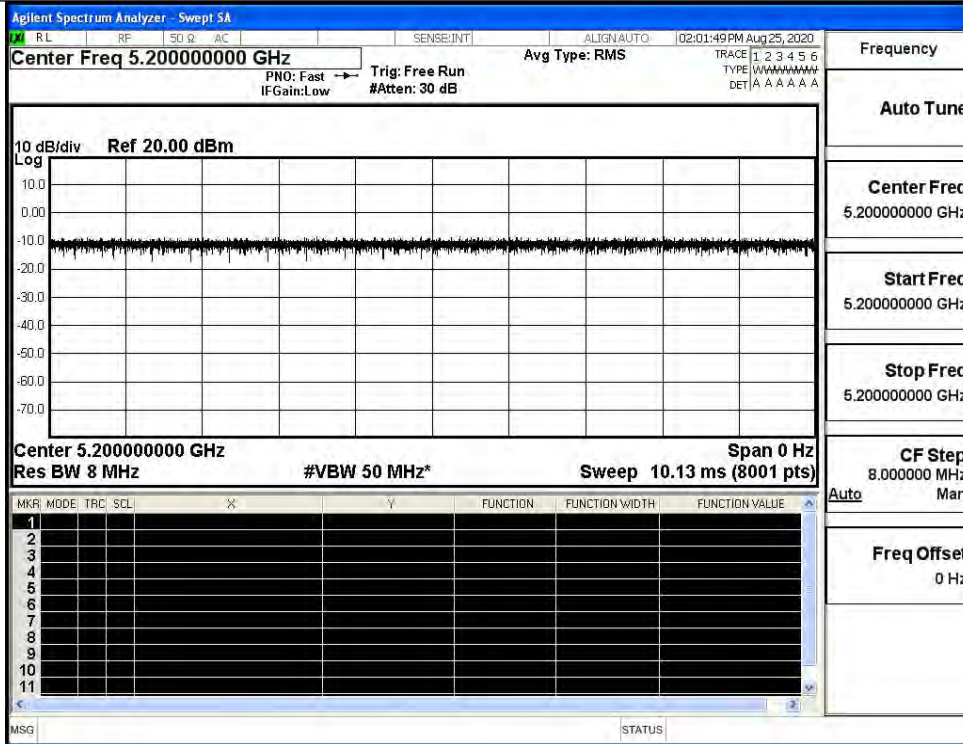 Agilent Spectrum Analyzer - Swept SA
LXI RL RF 50 Ω AC SENSE:INT ALIGNAUTO 02:01:49 PM Aug 25, 2020
Center Freq 5.200000000 GHz
PNO: Fast
IFGain:Low
Trig: Free Run
#Atten: 30 dB
Avg Type: RMS
TRACE 1 2 3 4 5 6
TYPE
DET A A A A A A
10 dB/div Ref 20.00 dBm
Log
10.0
0.00
-10.0
-20.0
-30.0
-40.0
-50.0
-60.0
-70.0
Center 5.200000000 GHz Span 0 Hz
Res BW 8 MHz #VBW 50 MHz* Sweep 10.13 ms (8001 pts)
MKR MODE TRC SCL X Y FUNCTION FUNCTION WIDTH FUNCTION VALUE
1
2
3
4
5
6
7
8
9
10
11
MSG STATUS
Frequency
Auto Tune
Center Freq
5.200000000 GHz
Start Freq
5.200000000 GHz
Stop Freq
5.200000000 GHz
CF Step
8.000000 MHz
Auto Man
Freq Offset
0 Hz